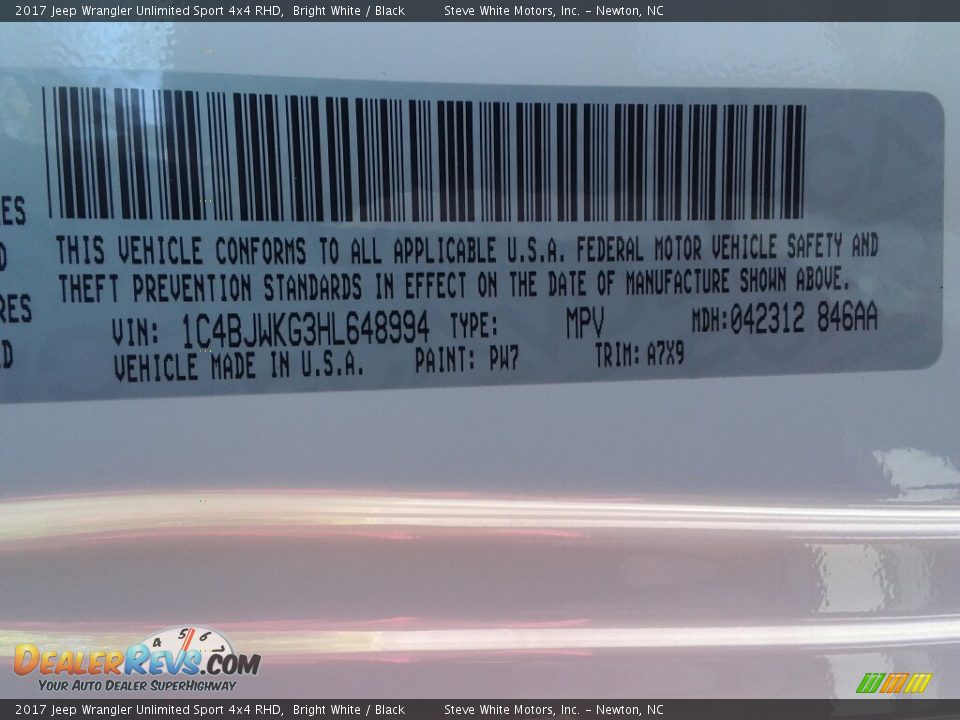 2017 Jeep Wrangler Unlimited Sport 4x4 RHD, Bright White / Black Steve White Motors, Inc. – Newton, NC
ES
D
RES
D
THIS VEHICLE CONFORMS TO ALL APPLICABLE U.S.A. FEDERAL MOTOR VEHICLE SAFETY AND
THEFT PREVENTION STANDARDS IN EFFECT ON THE DATE OF MANUFACTURE SHOWN ABOVE.
VIN: 1C4BJWKG3HL648994 TYPE: MPV MDH:042312 846AA
VEHICLE MADE IN U.S.A. PAINT: PW7 TRIM: A7X9
4 5 6
DealerRevs.com
Your Auto Dealer SuperHighway
2017 Jeep Wrangler Unlimited Sport 4x4 RHD, Bright White / Black Steve White Motors, Inc. – Newton, NC